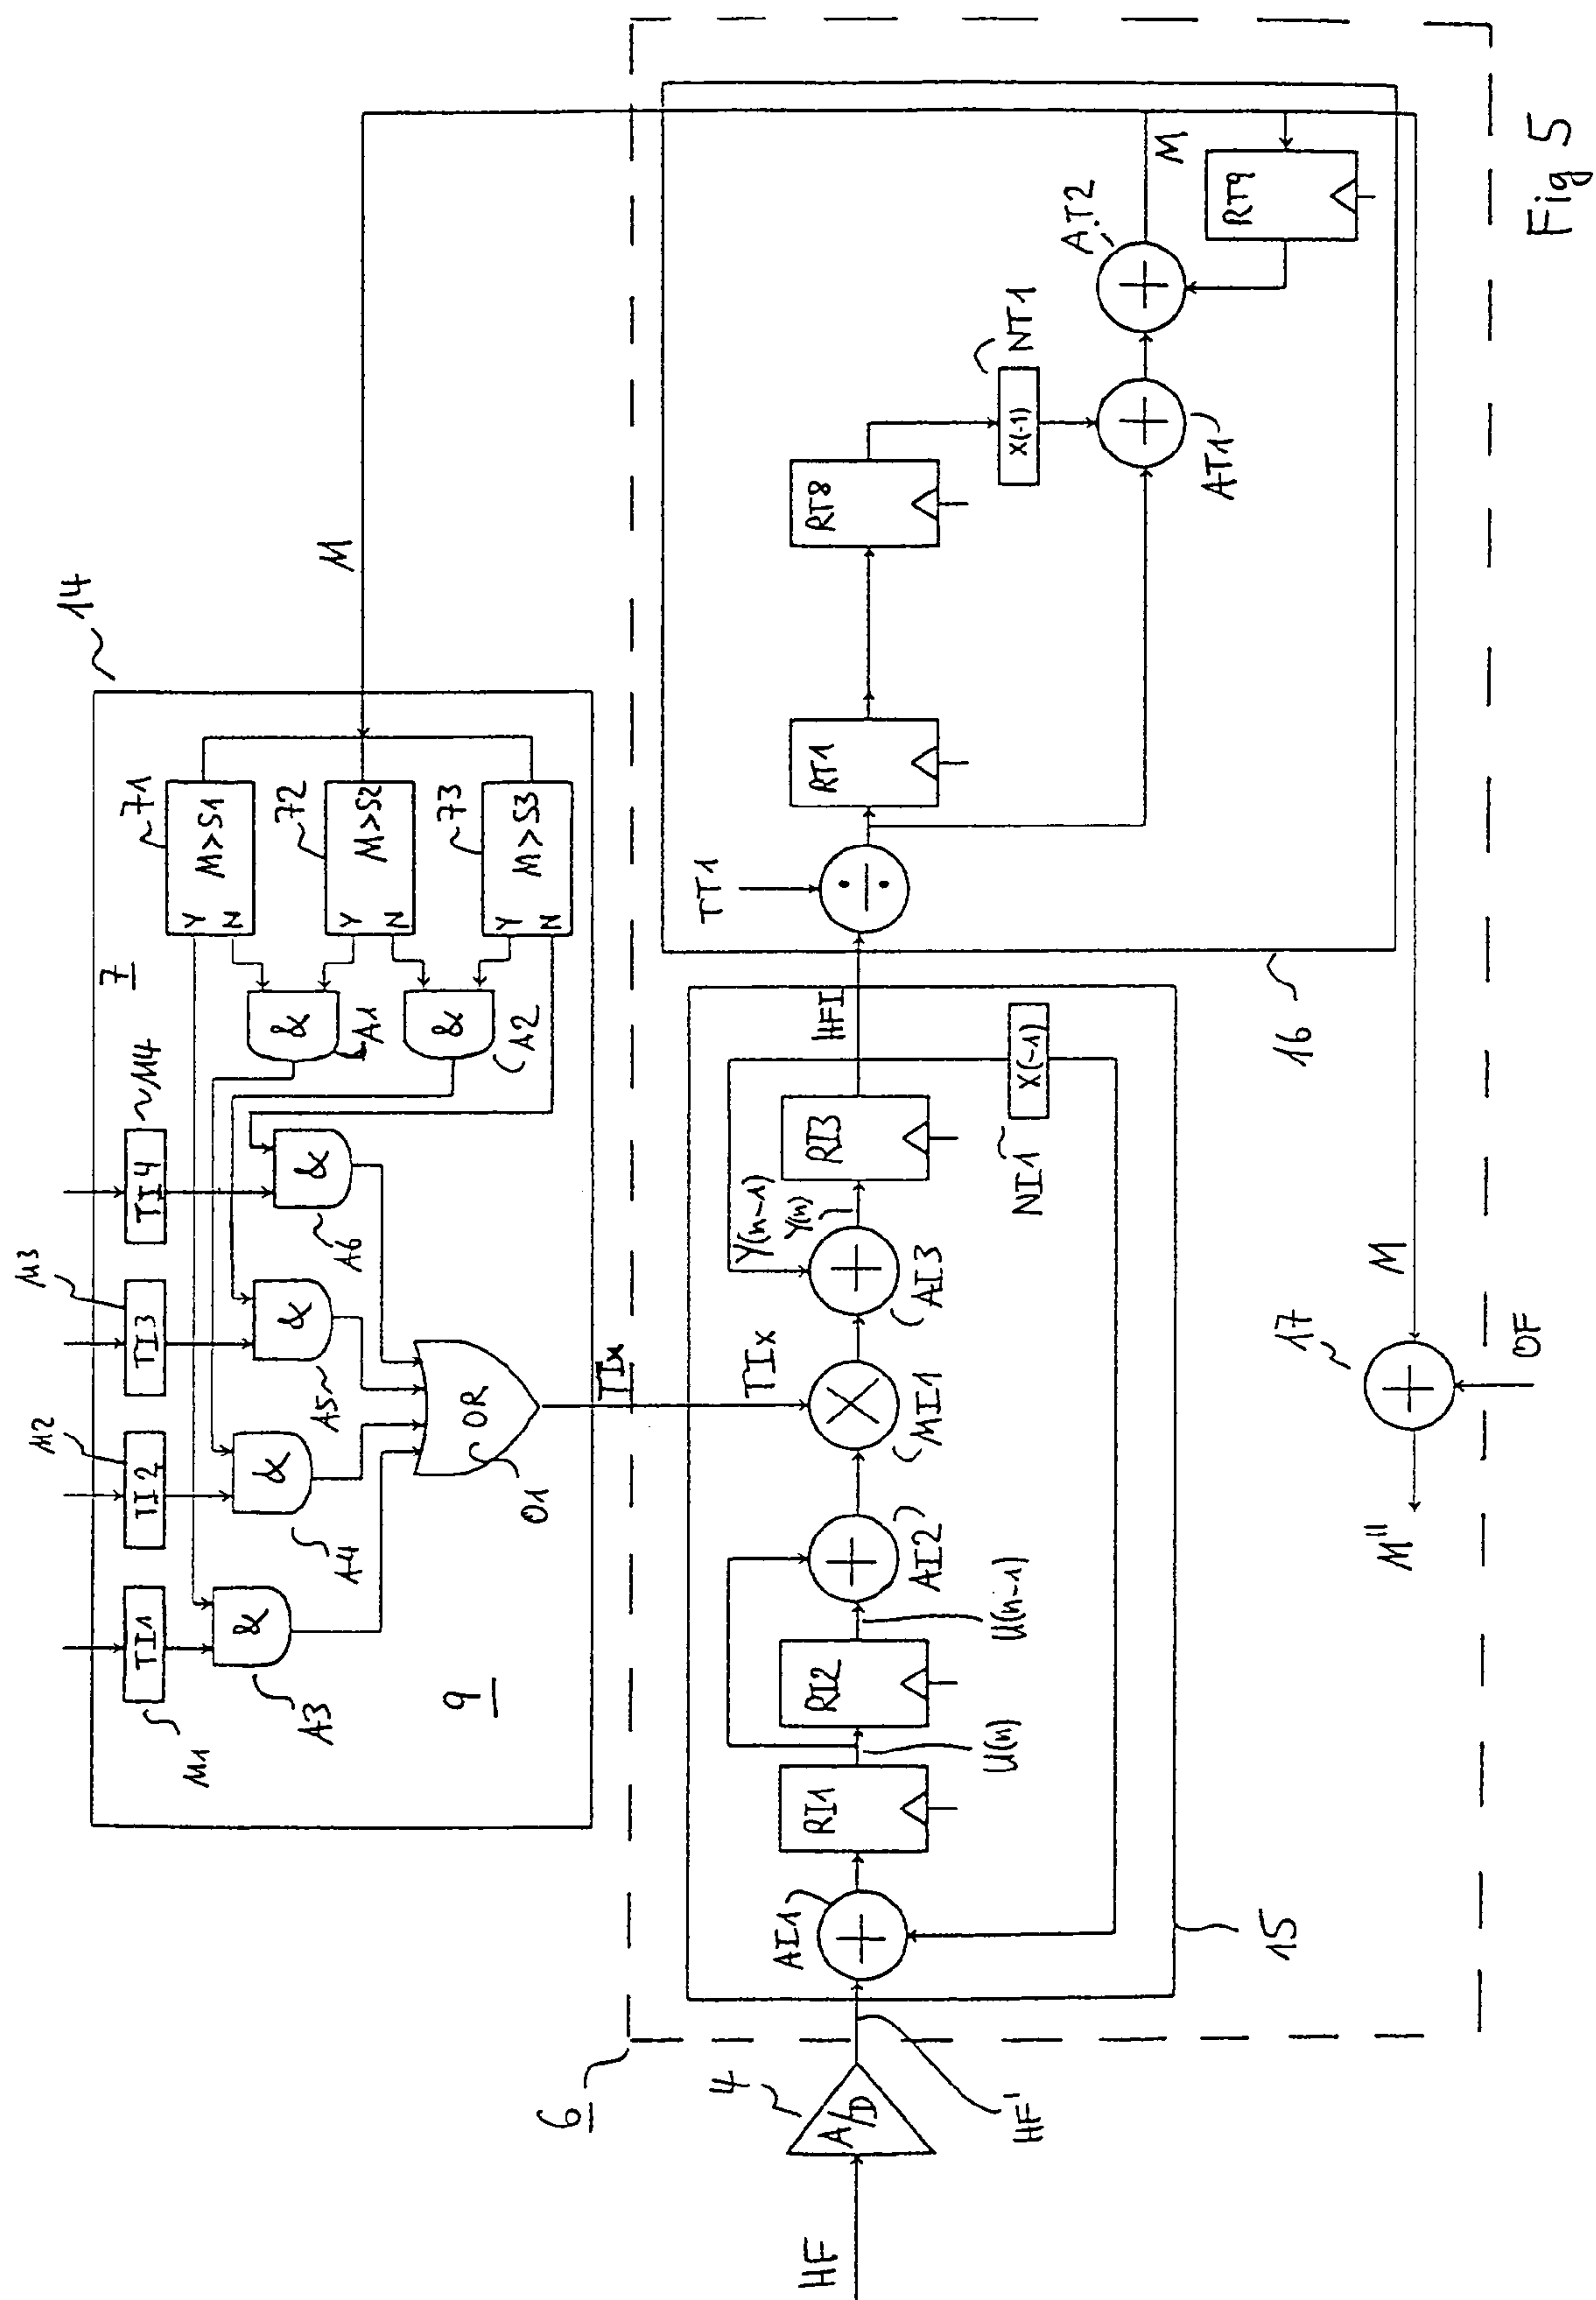 14
M
7
71
M>S1
Y
N
72
M>S2
Y
N
73
M>S3
Y
N
&
A1
&
A2
M1
TI1
M2
TI2
M3
TI3
M4
TI4
&
A3
&
A4
&
A5
&
A6
OR
O1
9
TIx
6
HF
4
A/D
HF'
AI1
RI1
U(n)
RI2
U(n-1)
AI2
TIx
MI1
AI3
Y(n-1)
Y(n)
RI3
HFI
NI1
X(-1)
15
TT1
RT1
RT8
X(-1)
NT1
AT1
AT2
M
RT9
16
M
17
OF
M"
Fig 5